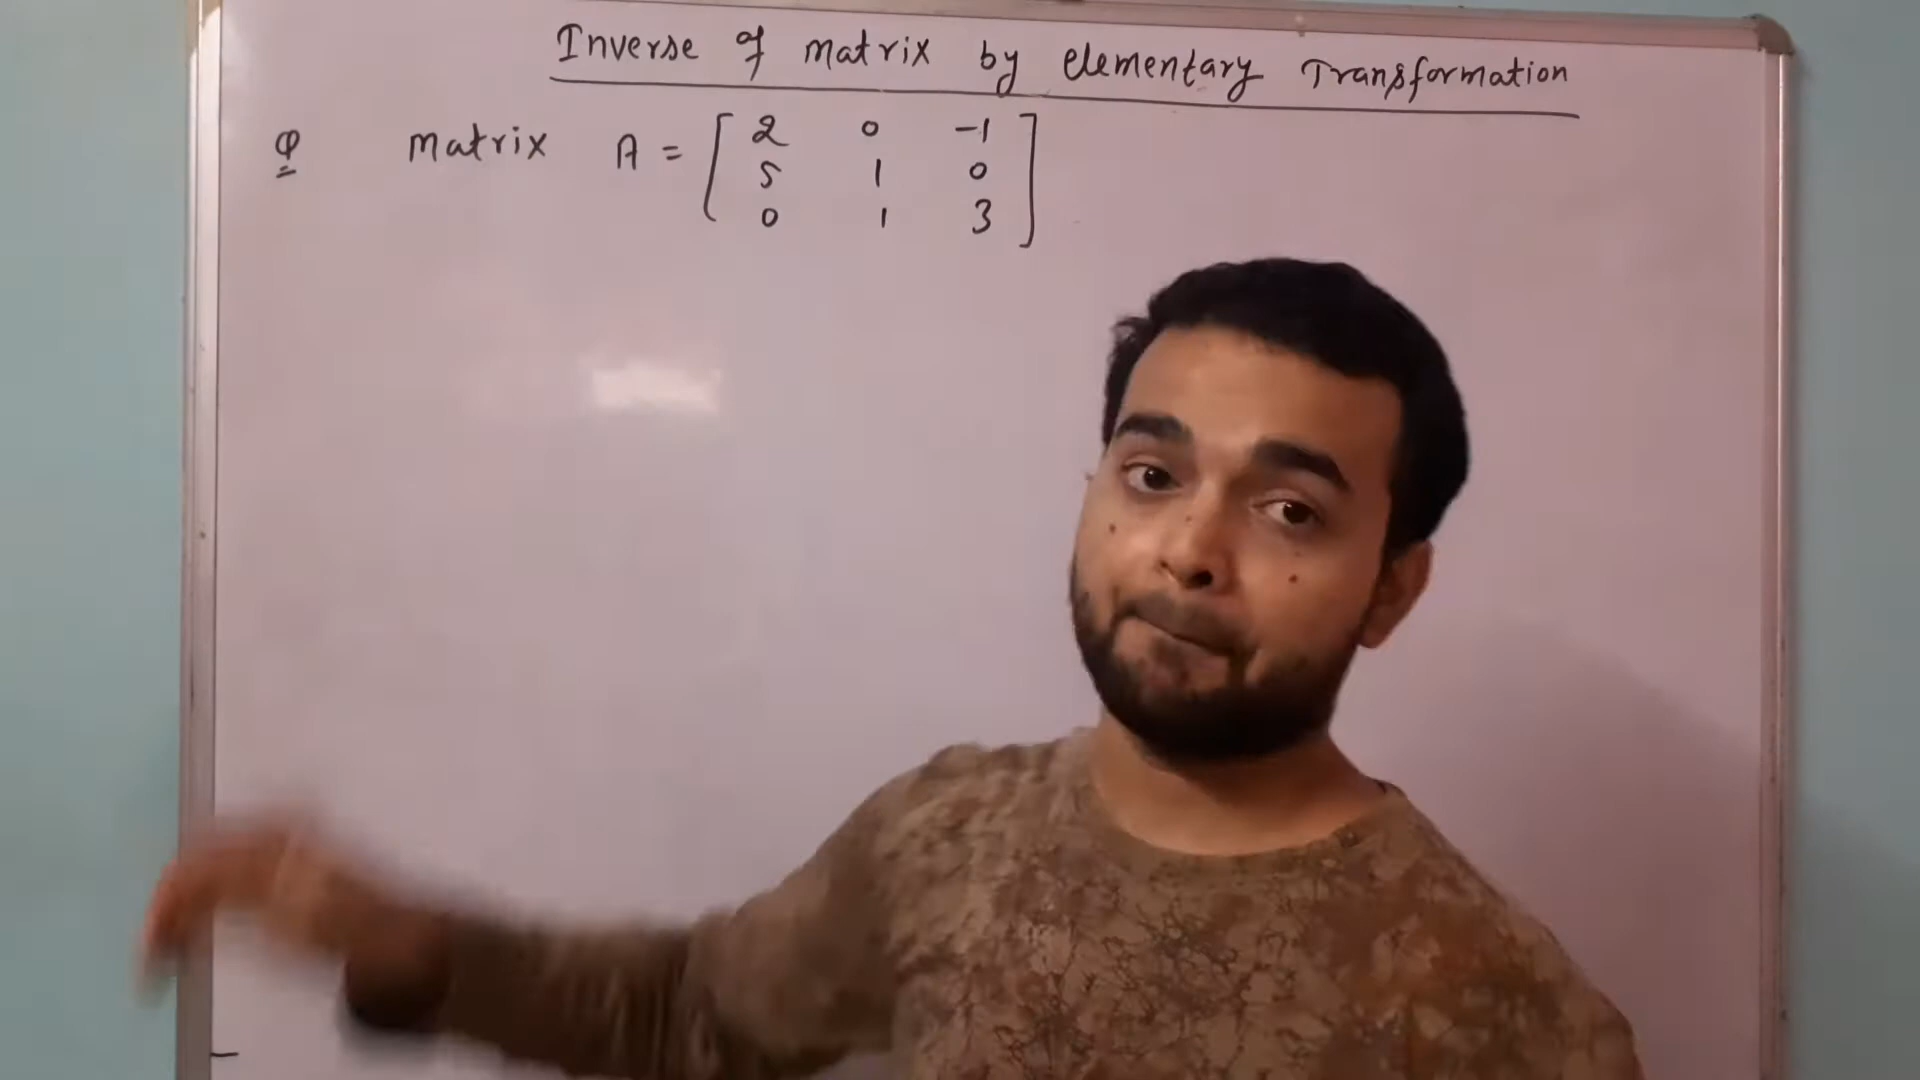 Inverse of matrix by elementary Transformation
Q matrix A = [ 2 0 -1
5 1 0
0 1 3 ]